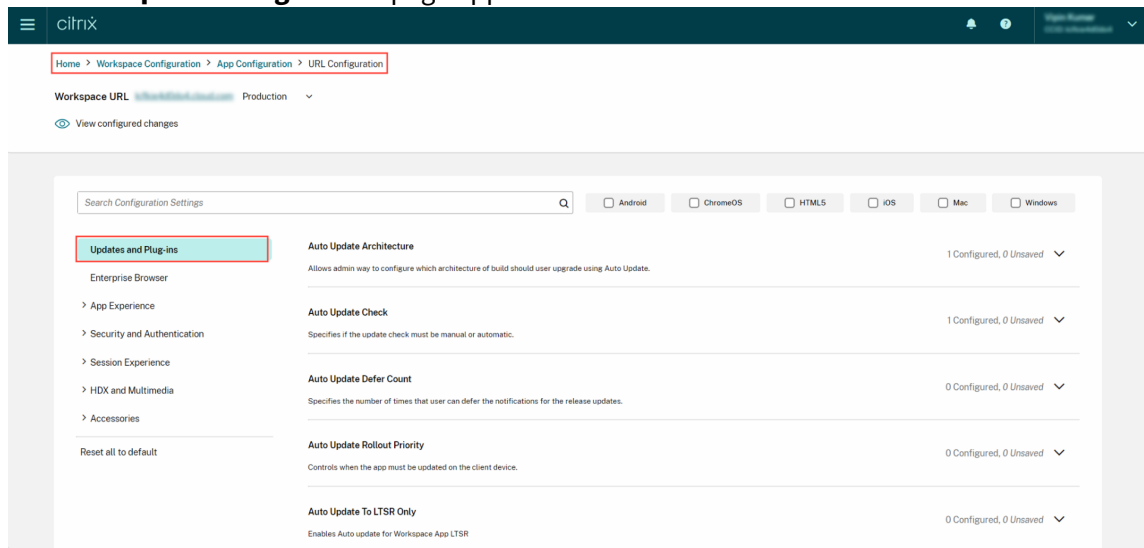 citrix
Home > Workspace Configuration > App Configuration > URL Configuration
Workspace URL Production
View configured changes
Search Configuration Settings
Android ChromeOS HTML5 iOS Mac Windows
Updates and Plug-ins
Enterprise Browser
> App Experience
> Security and Authentication
> Session Experience
> HDX and Multimedia
> Accessories
Reset all to default
Auto Update Architecture
Allows admin way to configure which architecture of build should user upgrade using Auto Update.
1 Configured, 0 Unsaved
Auto Update Check
Specifies if the update check must be manual or automatic.
1 Configured, 0 Unsaved
Auto Update Defer Count
Specifies the number of times that user can defer the notifications for the release updates.
0 Configured, 0 Unsaved
Auto Update Rollout Priority
Controls when the app must be updated on the client device.
0 Configured, 0 Unsaved
Auto Update To LTSR Only
Enables Auto update for Workspace App LTSR
0 Configured, 0 Unsaved